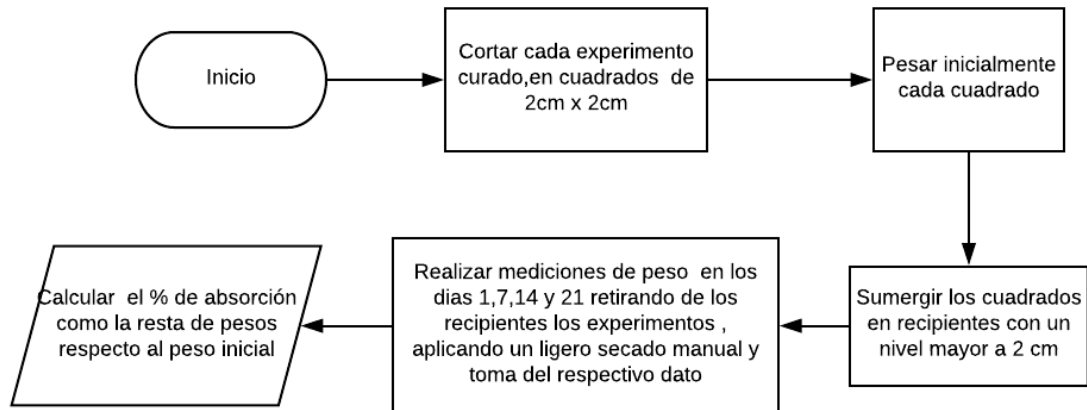 Inicio
Cortar cada experimento
curado,en cuadrados de
2cm x 2cm
Pesar inicialmente
cada cuadrado
Sumergir los cuadrados
en recipientes con un
nivel mayor a 2 cm
Realizar mediciones de peso en los
dias 1,7,14 y 21 retirando de los
recipientes los experimentos ,
aplicando un ligero secado manual y
toma del respectivo dato
Calcular el % de absorción
como la resta de pesos
respecto al peso inicial